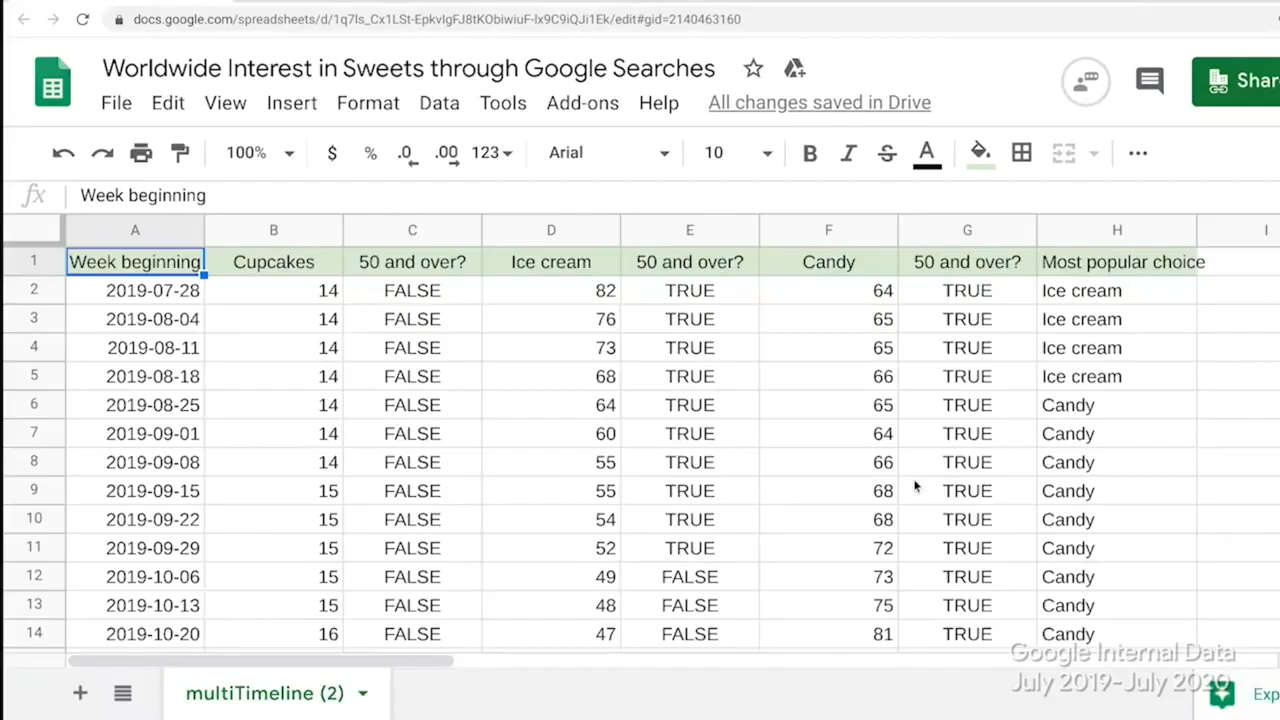 docs.google.com/spreadsheets/d/1q7ls_Cx1LSt-EpkvIgFJ8tKObiwiuF-lx9C9iQJi1Ek/edit#gid=2140463160
Worldwide Interest in Sweets through Google Searches
File Edit View Insert Format Data Tools Add-ons Help All changes saved in Drive
Shar
100% $ % .0 .00 123 Arial 10 B I S A
fx Week beginning
A B C D E F G H I
1 Week beginning Cupcakes 50 and over? Ice cream 50 and over? Candy 50 and over? Most popular choice
2 2019-07-28 14 FALSE 82 TRUE 64 TRUE Ice cream
3 2019-08-04 14 FALSE 76 TRUE 65 TRUE Ice cream
4 2019-08-11 14 FALSE 73 TRUE 65 TRUE Ice cream
5 2019-08-18 14 FALSE 68 TRUE 66 TRUE Ice cream
6 2019-08-25 14 FALSE 64 TRUE 65 TRUE Candy
7 2019-09-01 14 FALSE 60 TRUE 64 TRUE Candy
8 2019-09-08 14 FALSE 55 TRUE 66 TRUE Candy
9 2019-09-15 15 FALSE 55 TRUE 68 TRUE Candy
10 2019-09-22 15 FALSE 54 TRUE 68 TRUE Candy
11 2019-09-29 15 FALSE 52 TRUE 72 TRUE Candy
12 2019-10-06 15 FALSE 49 FALSE 73 TRUE Candy
13 2019-10-13 15 FALSE 48 FALSE 75 TRUE Candy
14 2019-10-20 16 FALSE 47 FALSE 81 TRUE Candy
Google Internal Data
July 2019-July 2020
multiTimeline (2)
Exp